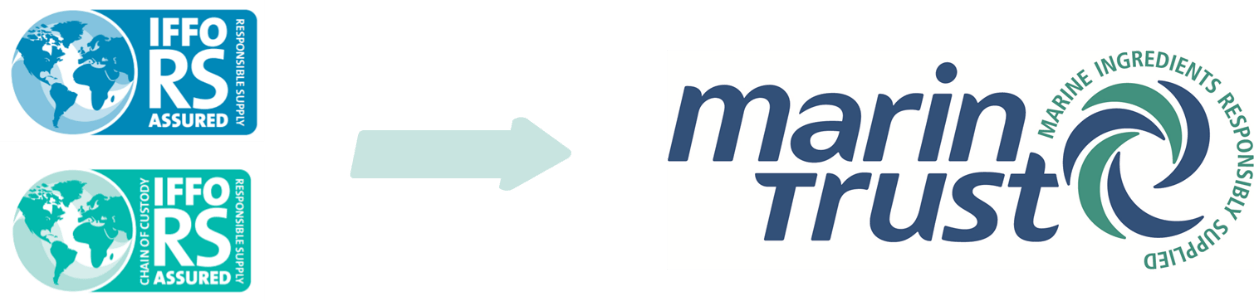 IFFO
RS
ASSURED
RESPONSIBLE SUPPLY
CHAIN OF CUSTODY
IFFO
RS
ASSURED
RESPONSIBLE SUPPLY
marin
Trust
MARINE INGREDIENTS RESPONSIBLY SUPPLIED